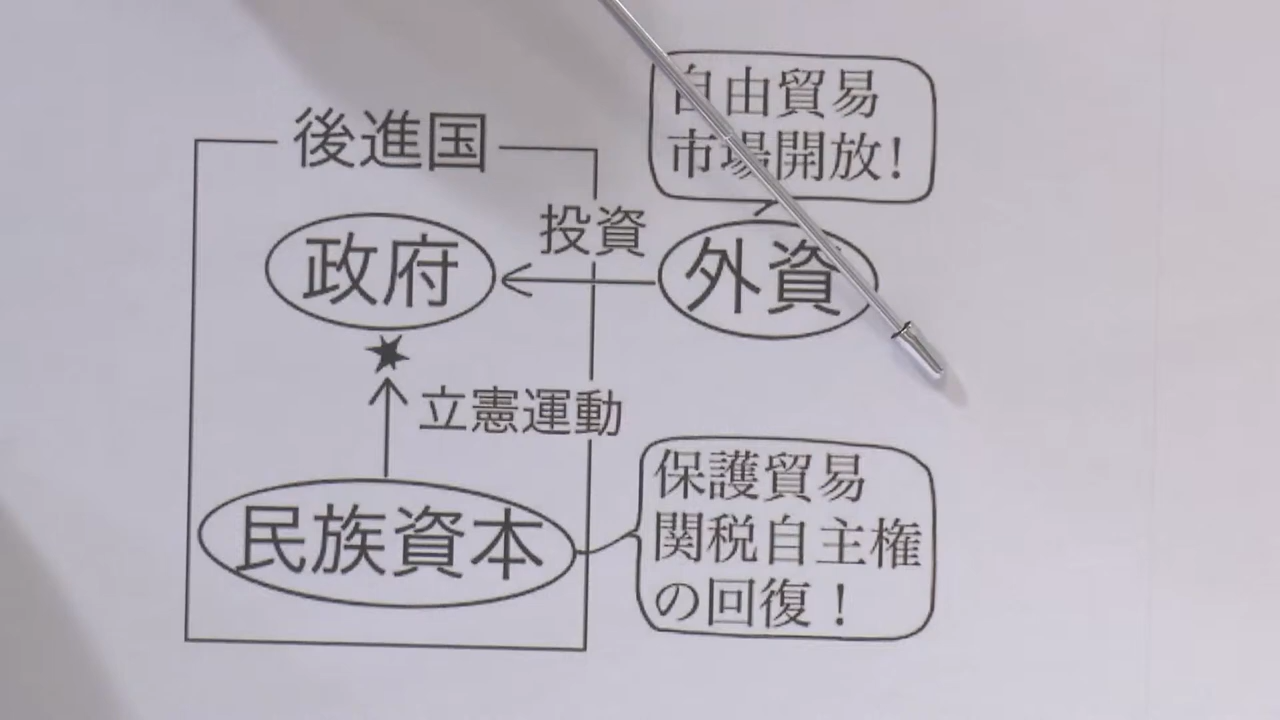 自由貿易
市場開放!
後進国
投資
政府
外資
立憲運動
民族資本
保護貿易
関税自主権
の回復！